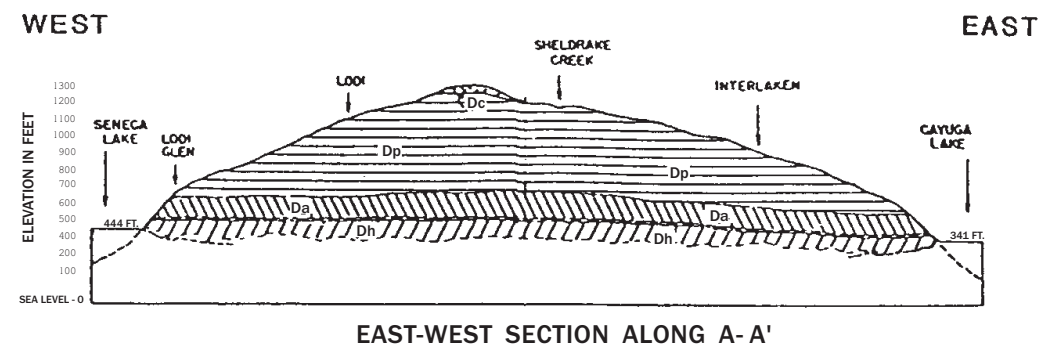 WEST
EAST
SHELDRAKE
CREEK
LODI
INTERLAKEN
SENECA
LAKE
LODI
GLEN
CAYUGA
LAKE
ELEVATION IN FEET
1300
1200
1100
1000
900
800
700
600
500
400
300
200
100
SEA LEVEL - 0
444 FT.
341 FT.
Dc
Dp
Dp
Da
Da
Dh
Dh
EAST-WEST SECTION ALONG A- A'